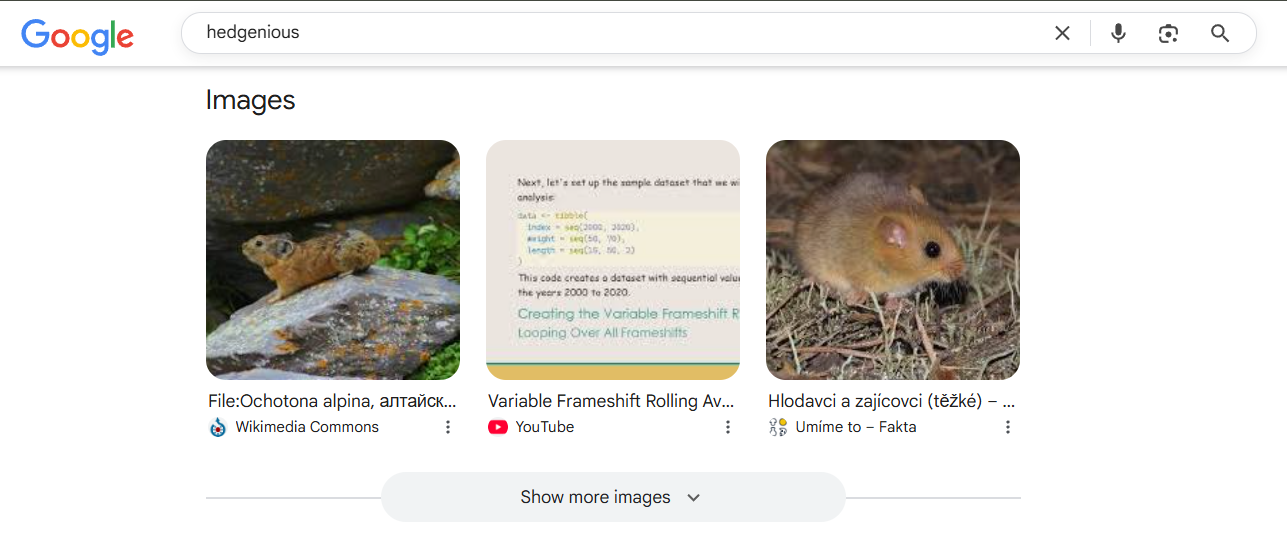 Google
hedgenious
Images
Next, let's set up the sample dataset that we wi
analysis:
data <- tibble(
index = seq(2000, 2020),
weight = seq(50, 70),
length = seq(10, 50, 2)
)
This code creates a dataset with sequential value
the years 2000 to 2020.
Creating the Variable Frameshift R
Looping Over All Frameshifts
File:Ochotona alpina, алтайск...
Wikimedia Commons
Variable Frameshift Rolling Av...
YouTube
Hlodavci a zajícovci (těžké) – ...
Umíme to – Fakta
Show more images